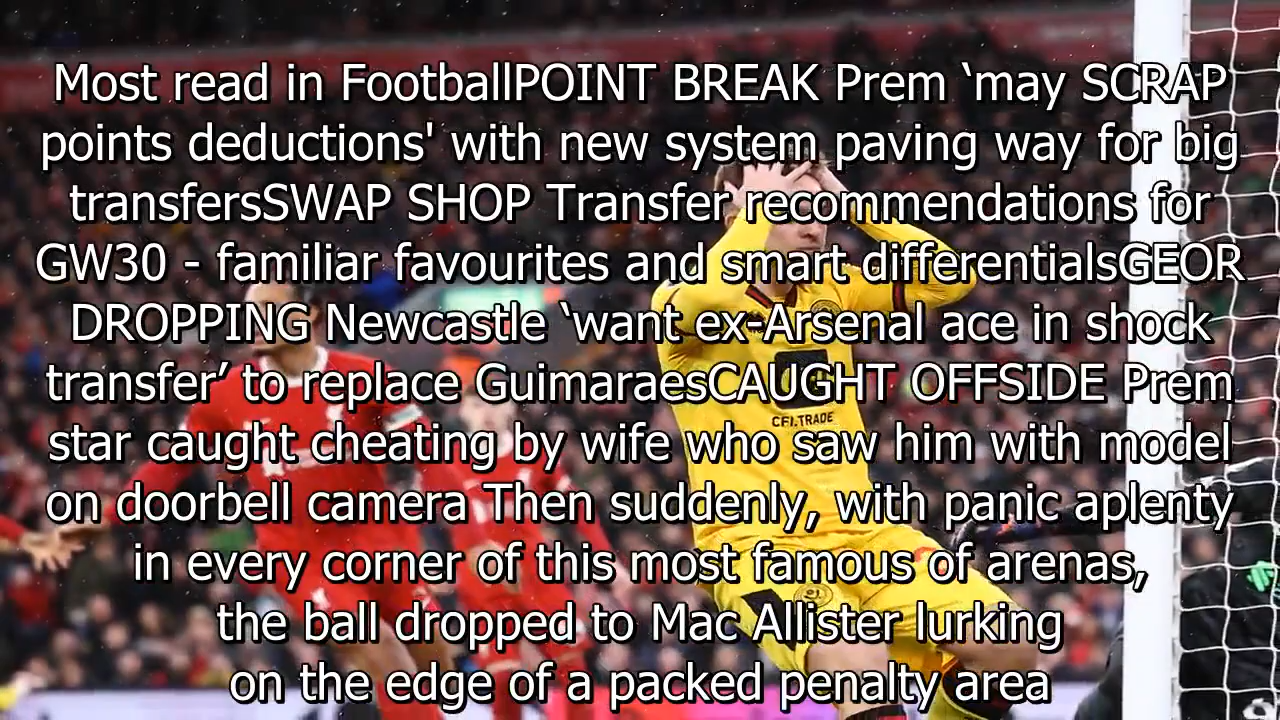 Most read in FootballPOINT BREAK Prem ‘may SCRAP
points deductions' with new system paving way for big
transfersSWAP SHOP Transfer recommendations for
GW30 - familiar favourites and smart differentialsGEOR
DROPPING Newcastle ‘want ex-Arsenal ace in shock
transfer’ to replace GuimaraesCAUGHT OFFSIDE Prem
star caught cheating by wife who saw him with model
on doorbell camera Then suddenly, with panic aplenty
in every corner of this most famous of arenas,
the ball dropped to Mac Allister lurking
on the edge of a packed penalty area
CFI.TRADE